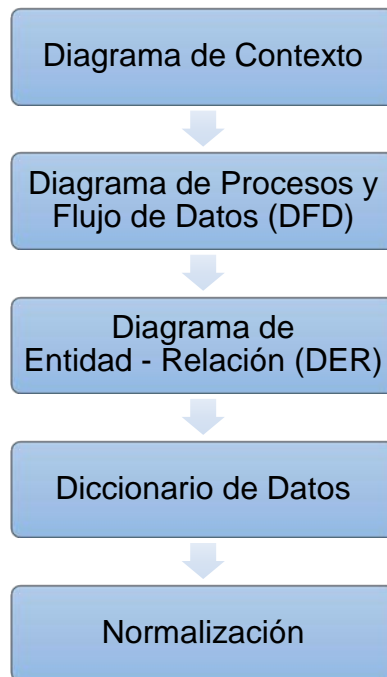 Diagrama de Contexto
Diagrama de Procesos y
Flujo de Datos (DFD)
Diagrama de
Entidad - Relación (DER)
Diccionario de Datos
Normalización